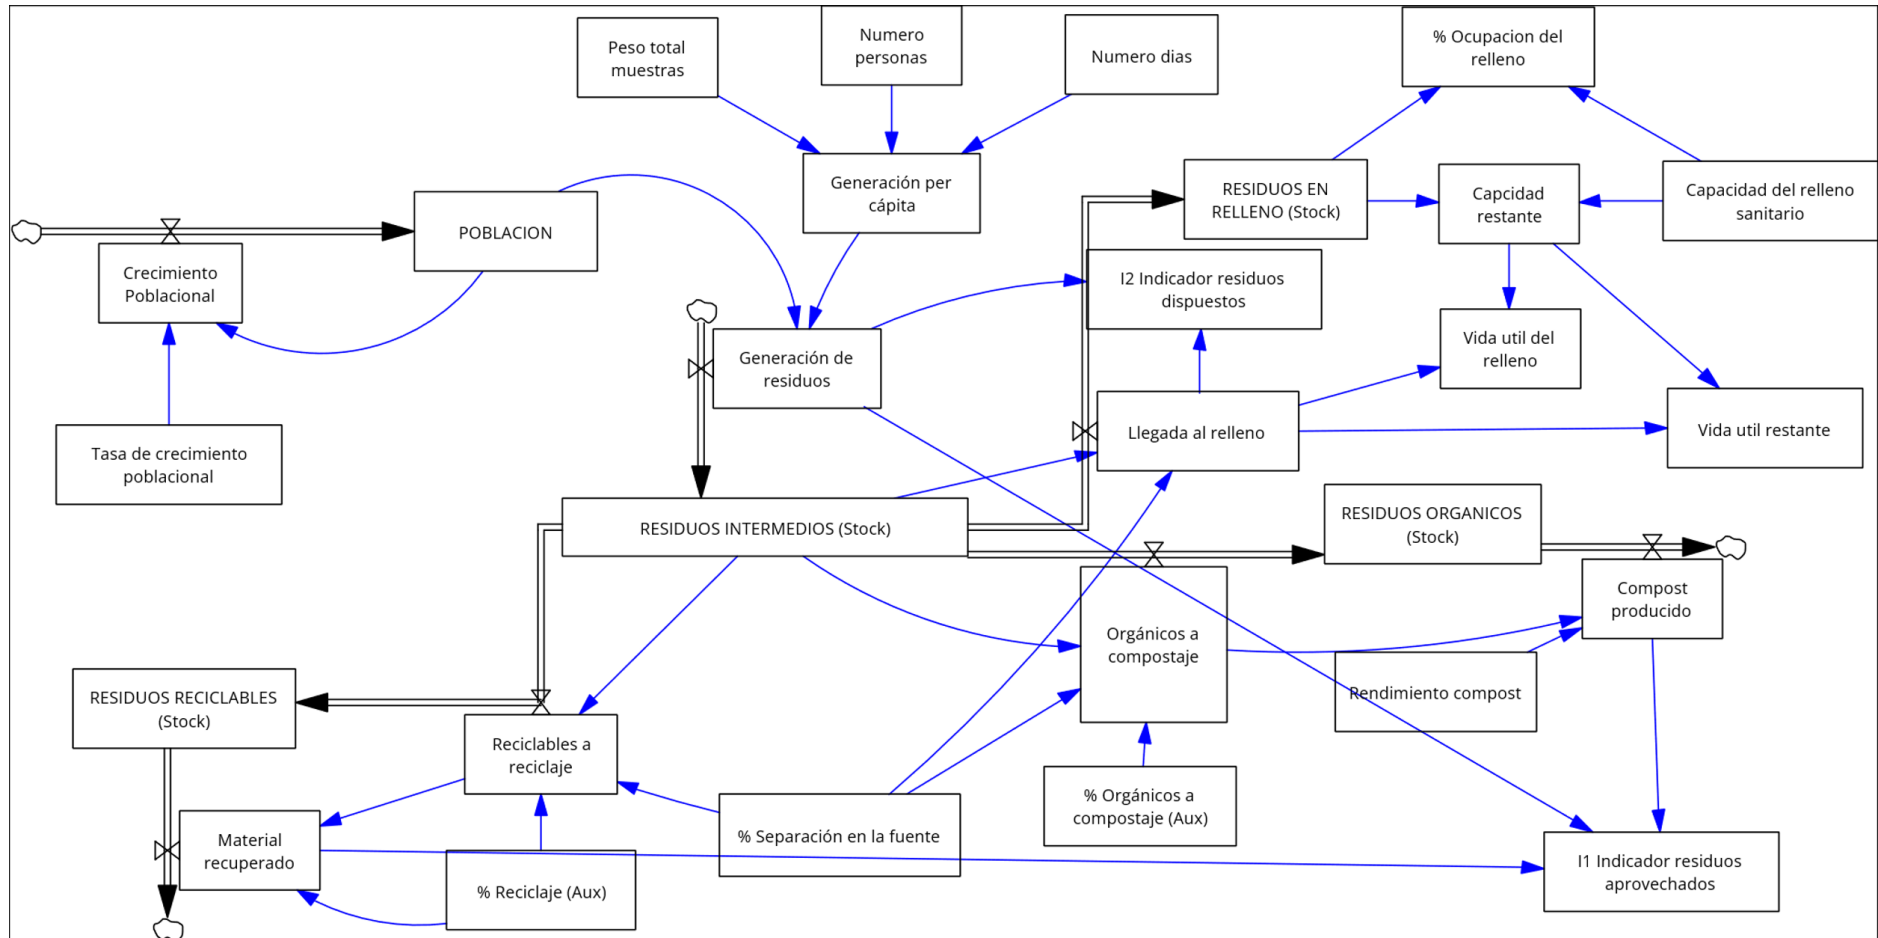 Peso total
muestras
Numero
personas
Numero dias
% Ocupacion del
relleno
Generación per
cápita
RESIDUOS EN
RELLENO (Stock)
Capcidad
restante
Capacidad del relleno
sanitario
POBLACION
Crecimiento
Poblacional
I2 Indicador residuos
dispuestos
Generación de
residuos
Vida util del
relleno
Llegada al relleno
Vida util restante
Tasa de crecimiento
poblacional
RESIDUOS INTERMEDIOS (Stock)
RESIDUOS ORGANICOS
(Stock)
Compost
producido
Orgánicos a
compostaje
Rendimiento compost
RESIDUOS RECICLABLES
(Stock)
Reciclables a
reciclaje
% Orgánicos a
compostaje (Aux)
% Separación en la fuente
Material
recuperado
% Reciclaje (Aux)
I1 Indicador residuos
aprovechados